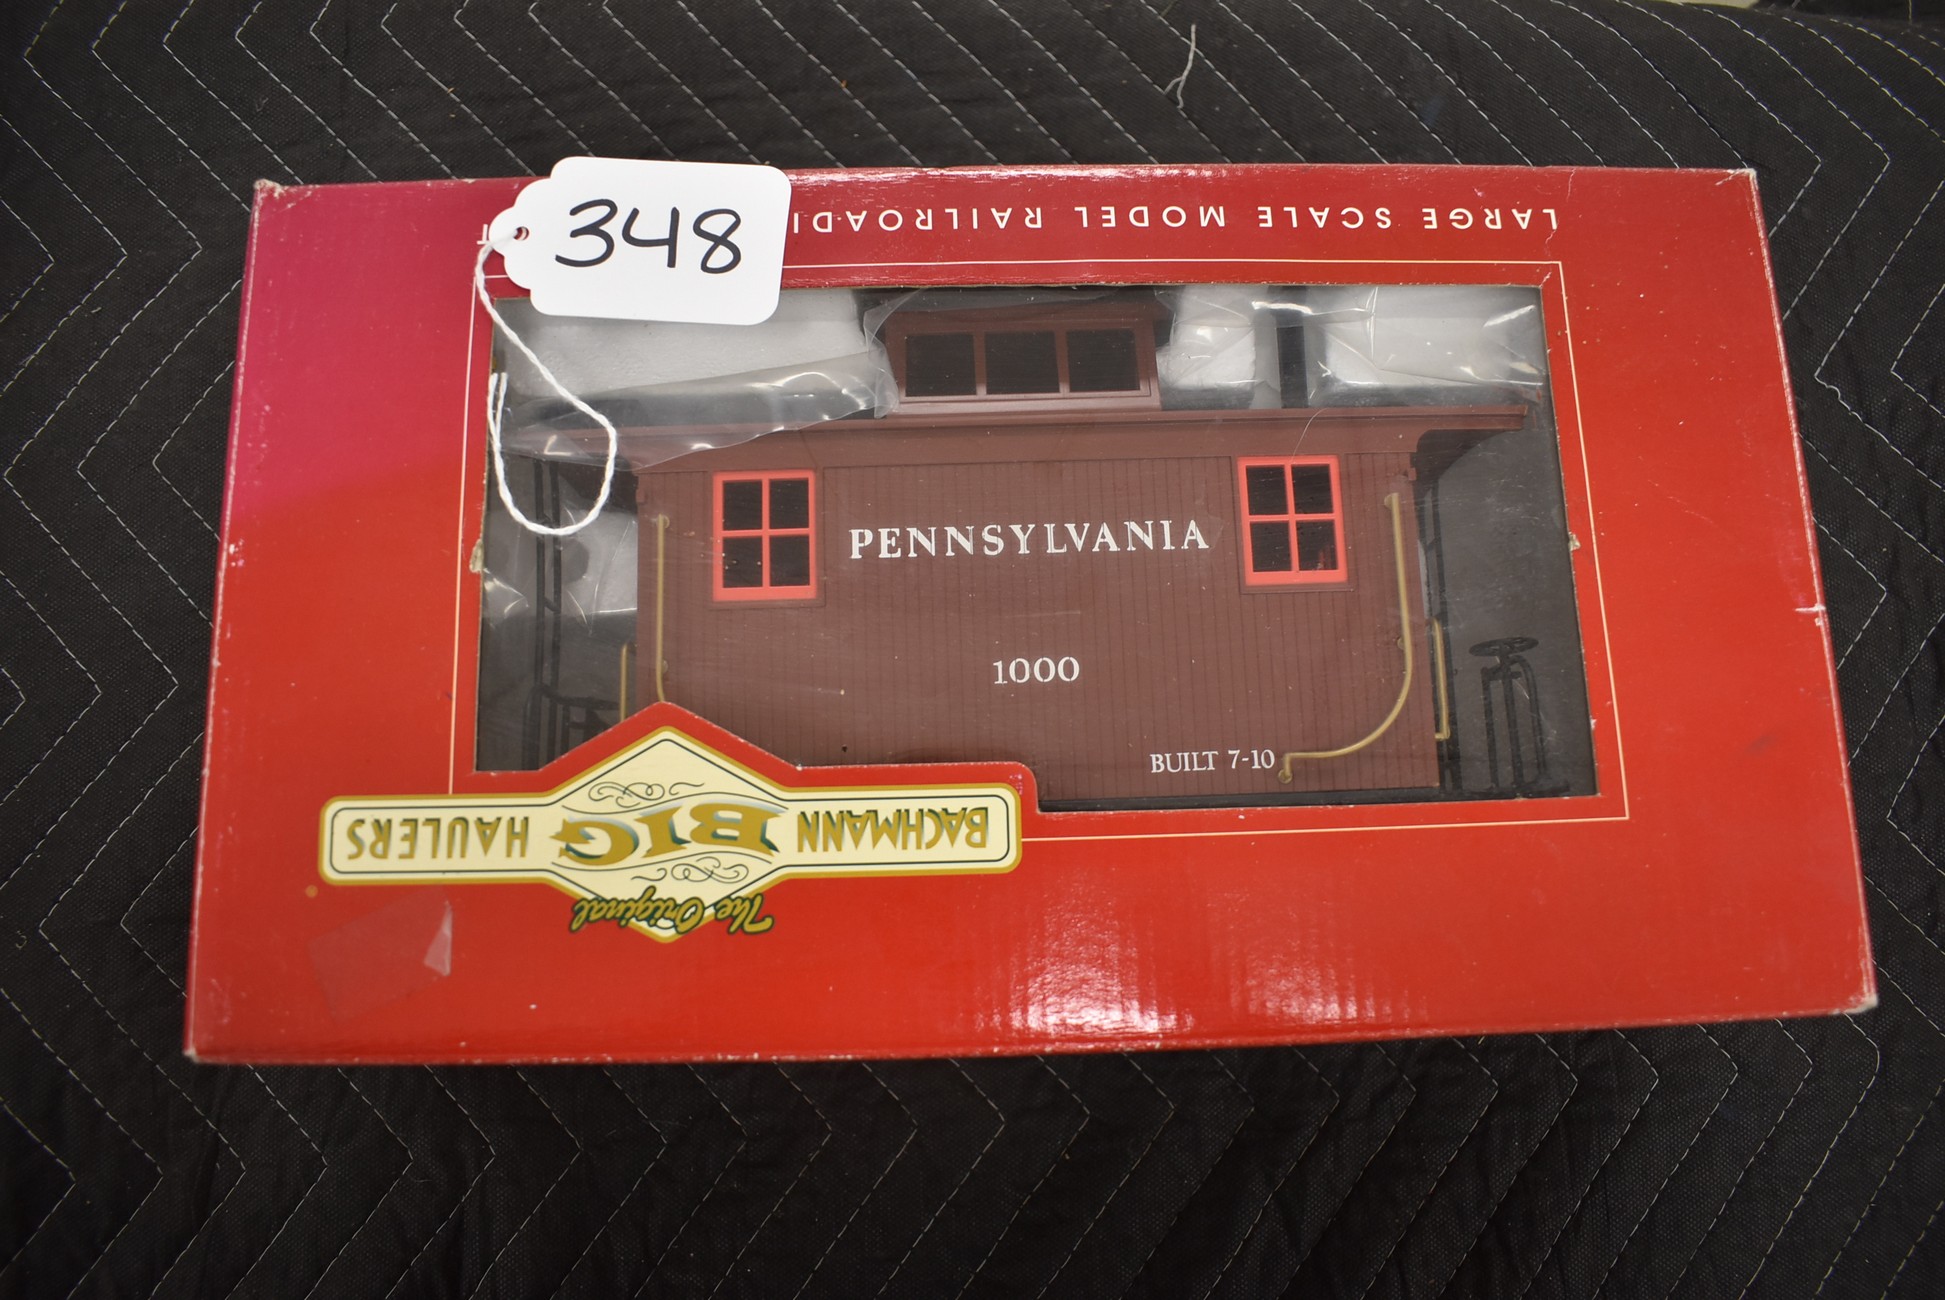 348
LARGE SCALE MODEL RAILROADI
PENNSYLVANIA
1000
BUILT 7-10
The Original
BACHMANN BIG HAULERS